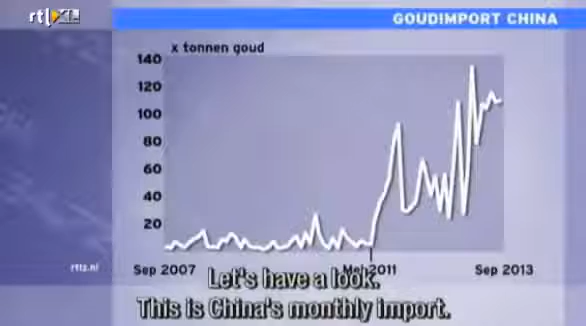 rtl XL
GOUDIMPORT CHINA
x tonnen goud
140
120
100
80
60
40
20
Sep 2007
2011
Sep 2013
rtlz.nl
Let's have a look.
This is China's monthly import.